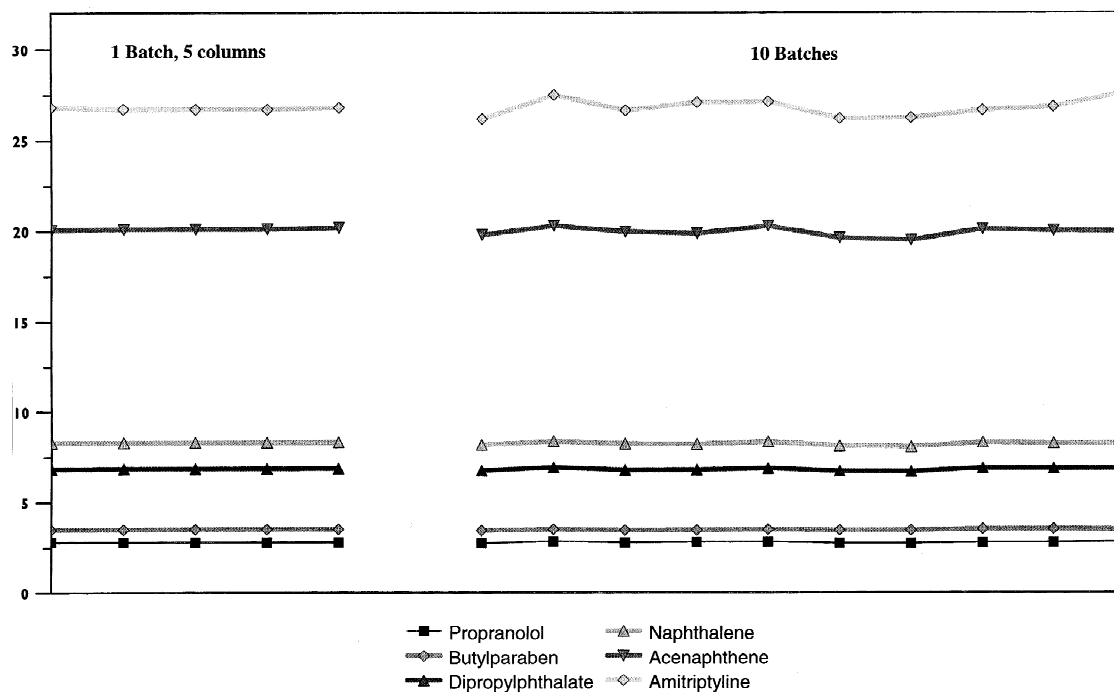 1 Batch, 5 columns
10 Batches
30
25
20
15
10
5
0
Propranolol
Butylparaben
Dipropylphthalate
Naphthalene
Acenaphthene
Amitriptyline